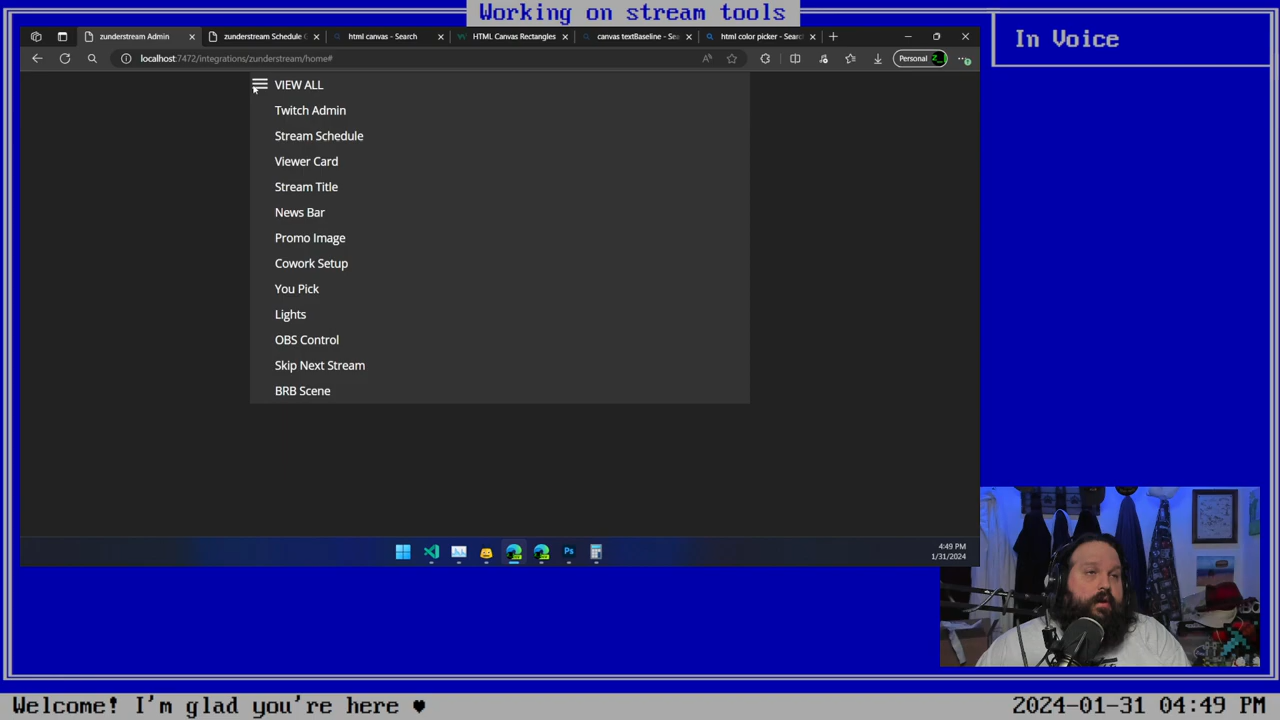 Working on stream tools
In Voice
zunderstream Admin
zunderstream Schedule
html canvas - Search
HTML Canvas Rectangles
canvas textBaseline - Sea
html color picker - Search
localhost:7472/integrations/zunderstream/home#
Personal
VIEW ALL
Twitch Admin
Stream Schedule
Viewer Card
Stream Title
News Bar
Promo Image
Cowork Setup
You Pick
Lights
OBS Control
Skip Next Stream
BRB Scene
4:49 PM
1/31/2024
Welcome! I'm glad you're here ♥
2024-01-31 04:49 PM